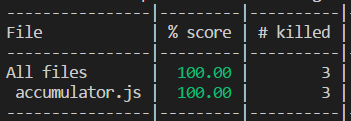 ---------------|---------|----------|
File | % score | # killed |
---------------|---------|----------|
All files | 100.00 | 3 |
accumulator.js | 100.00 | 3 |
---------------|---------|----------|